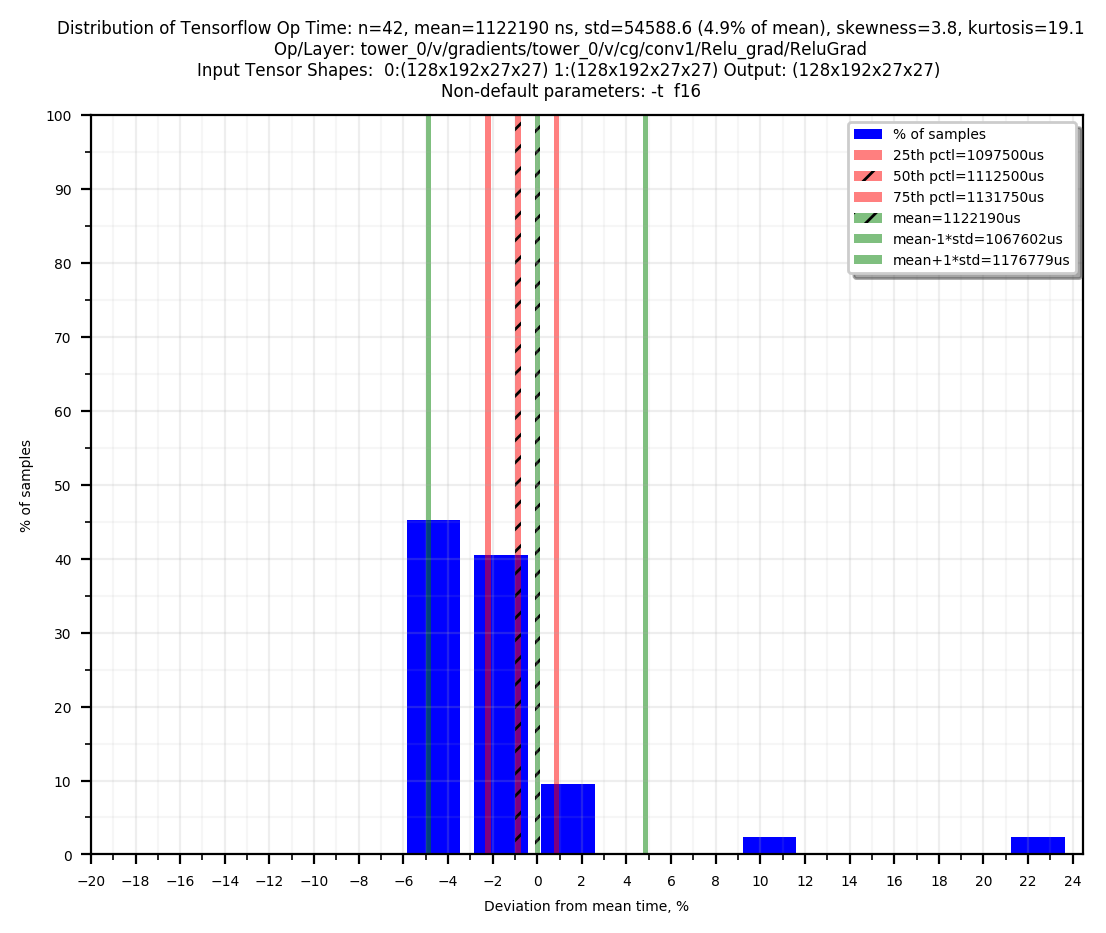 Distribution of Tensorflow Op Time: n=42, mean=1122190 ns, std=54588.6 (4.9% of mean), skewness=3.8, kurtosis=19.1
Op/Layer: tower_0/v/gradients/tower_0/v/cg/conv1/Relu_grad/ReluGrad
Input Tensor Shapes:  0:(128x192x27x27) 1:(128x192x27x27) Output: (128x192x27x27)
Non-default parameters: -t  f16
% of samples
25th pctl=1097500us
50th pctl=1112500us
75th pctl=1131750us
mean=1122190us
mean-1*std=1067602us
mean+1*std=1176779us
100
90
80
70
60
50
40
30
20
10
0
% of samples
−20 −18 −16 −14 −12 −10 −8 −6 −4 −2 0 2 4 6 8 10 12 14 16 18 20 22 24
Deviation from mean time, %